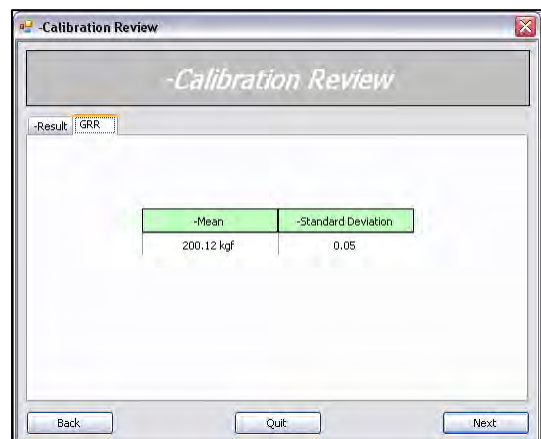 -Calibration Review
-Calibration Review
-Result GRR
-Mean -Standard Deviation
200.12 kgf 0.05
Back Quit Next